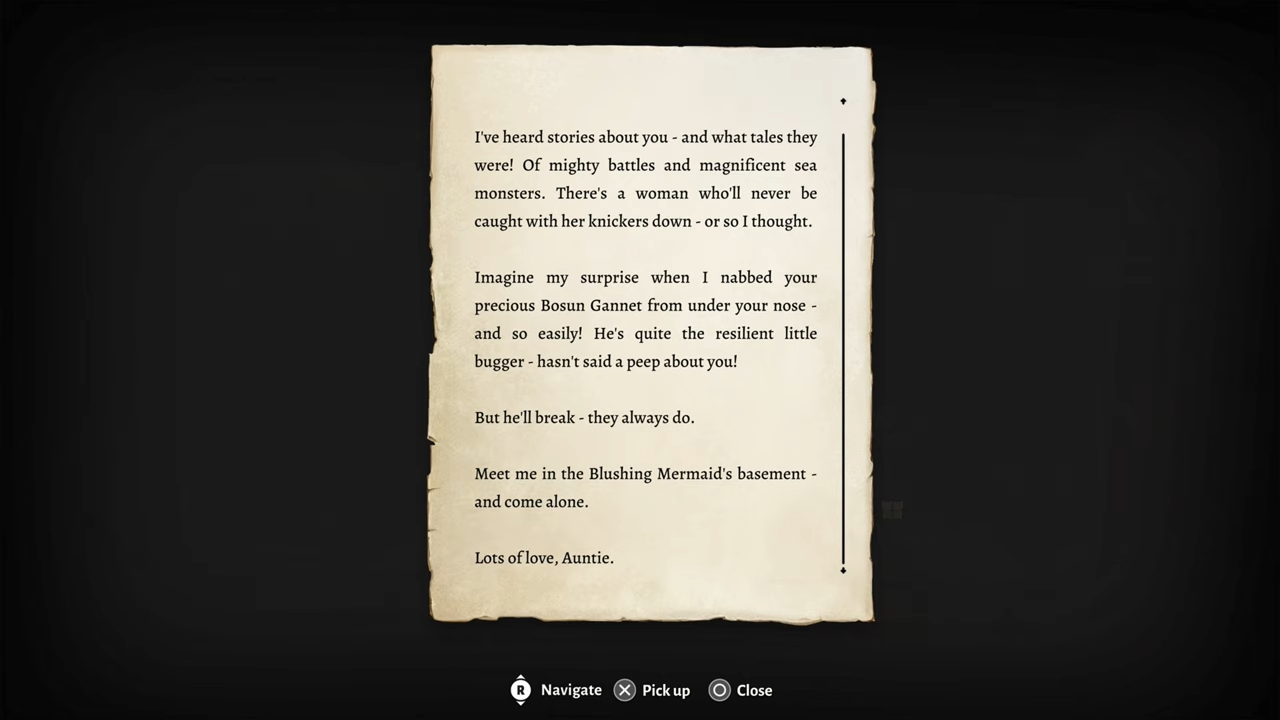 I've heard stories about you - and what tales they
were! Of mighty battles and magnificent sea
monsters. There's a woman who'll never be
caught with her knickers down - or so I thought.
Imagine my surprise when I nabbed your
precious Bosun Gannet from under your nose -
and so easily! He's quite the resilient little
bugger - hasn't said a peep about you!
But he'll break - they always do.
Meet me in the Blushing Mermaid's basement -
and come alone.
Lots of love, Auntie.
R Navigate Pick up Close